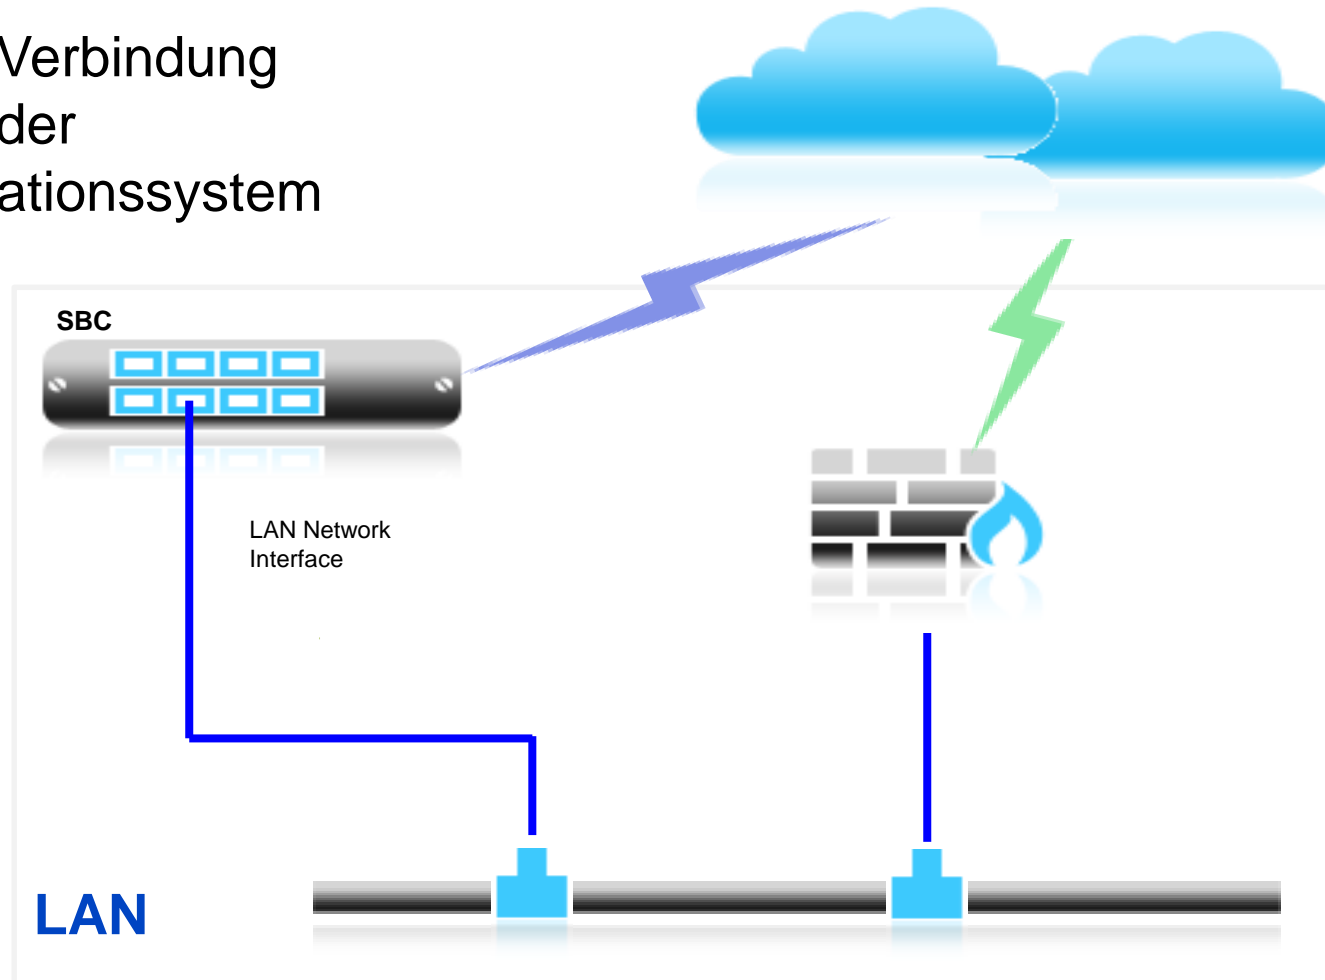 Verbindung
der
ationssystem
SBC
LAN Network
Interface
LAN